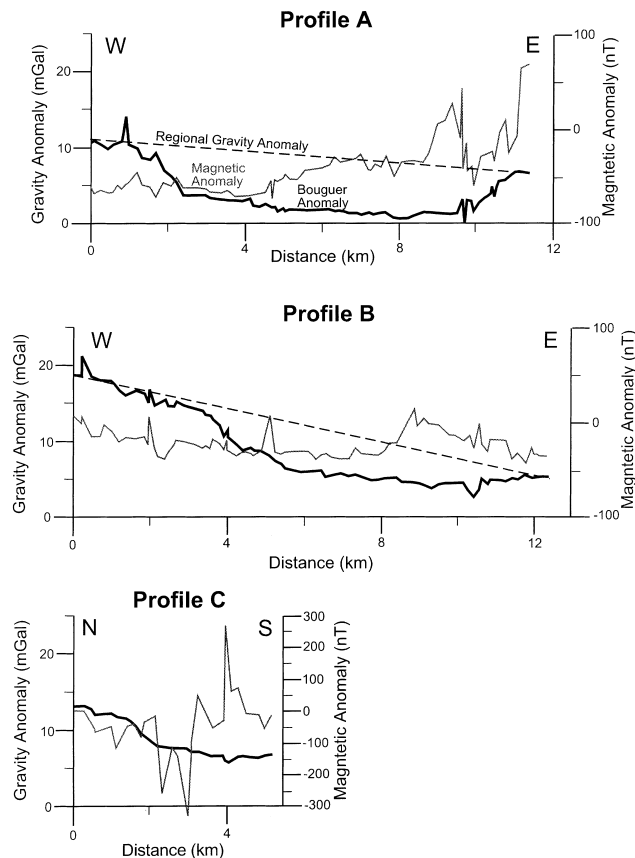 Profile A
W
E
Gravity Anomaly (mGal)
20
10
0
Regional Gravity Anomaly
Magnetic
Anomaly
Bouguer
Anomaly
100
0
-100
Magntetic Anomaly (nT)
0
4
8
12
Distance (km)
Profile B
W
E
Gravity Anomaly (mGal)
20
10
0
100
0
-100
Magntetic Anomaly (nT)
0
4
8
12
Distance (km)
Profile C
N
S
Gravity Anomaly (mGal)
20
10
0
300
200
100
0
-100
-200
-300
Magntetic Anomaly (nT)
0
4
Distance (km)